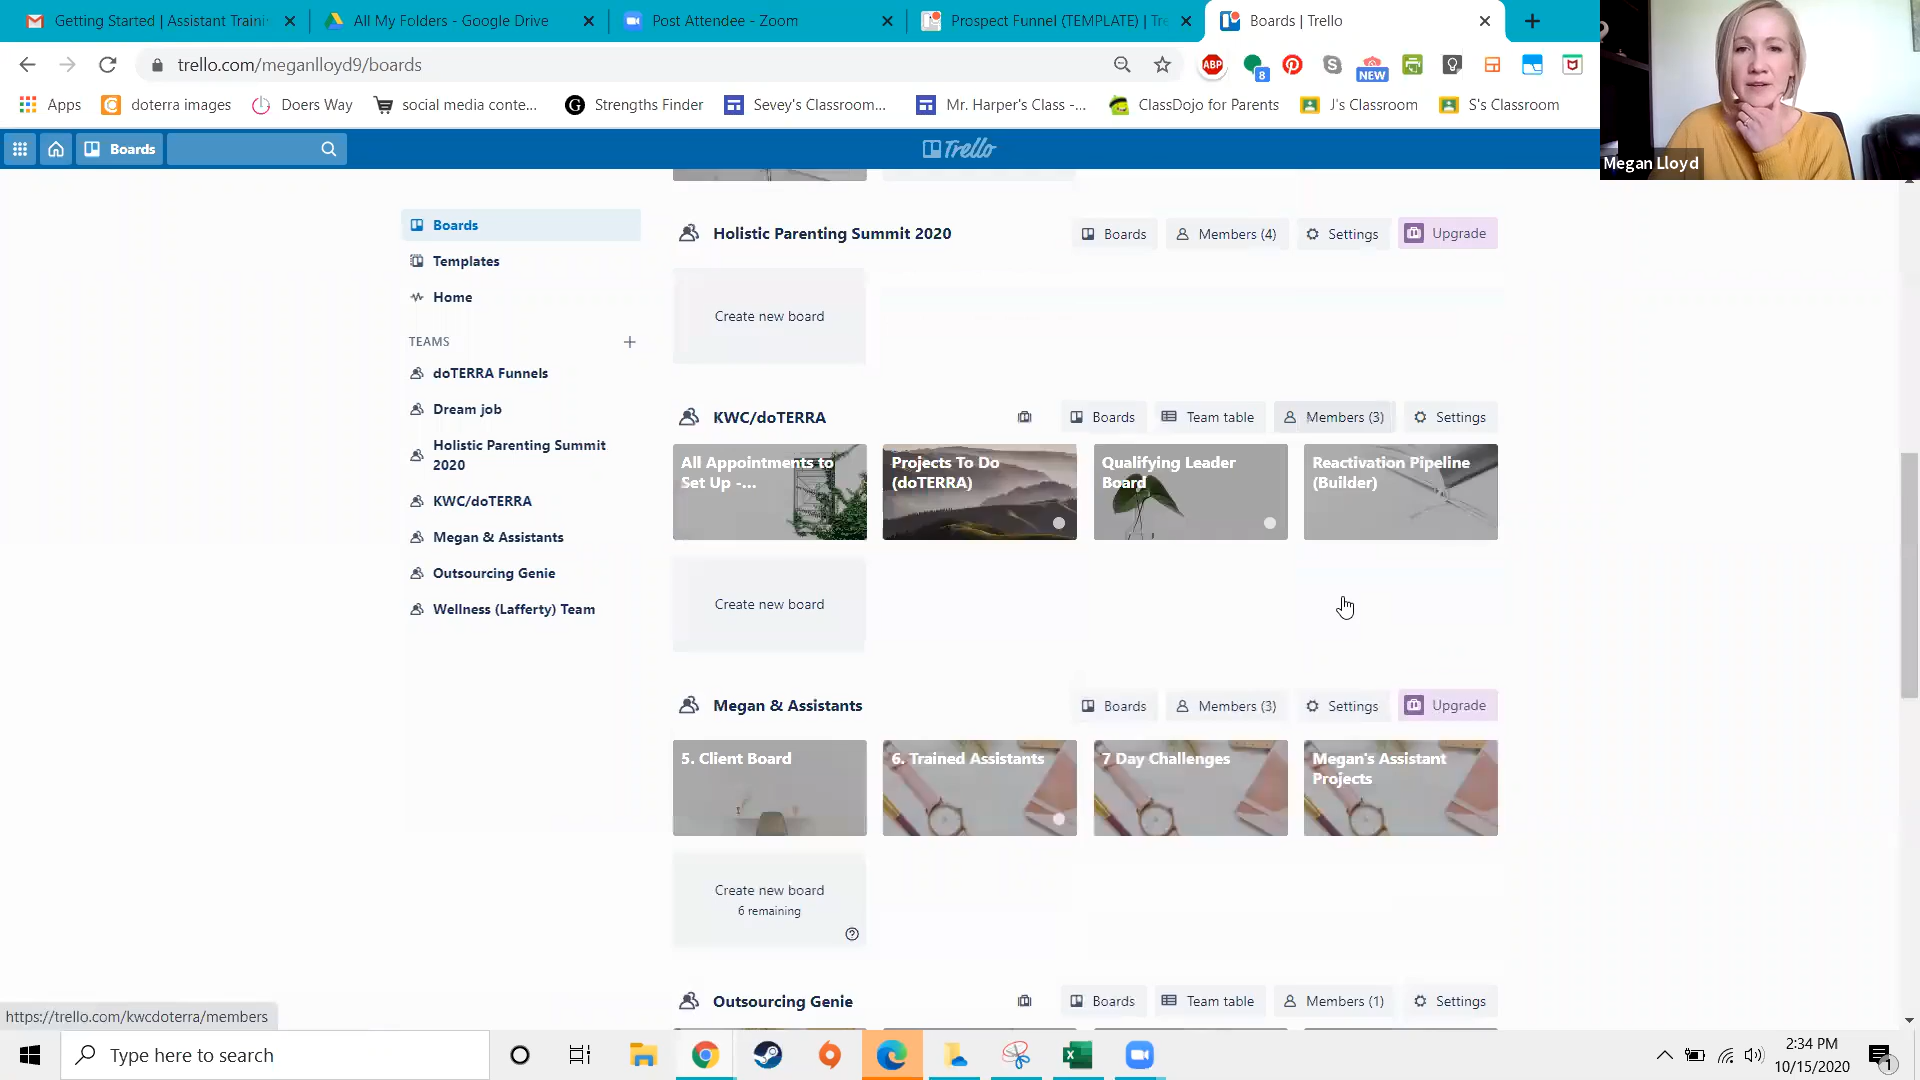 Getting Started | Assistant Traini
All My Folders - Google Drive
Post Attendee - Zoom
Prospect Funnel (TEMPLATE) | Tre
Boards | Trello
trello.com/meganlloyd9/boards
ABP
8
NEW
Apps
doterra images
Doers Way
social media conte...
G
Strengths Finder
Sevey's Classroom...
Mr. Harper's Class -...
ClassDojo for Parents
J's Classroom
S's Classroom
Megan Lloyd
Boards
Trello
Boards
Templates
Home
TEAMS
doTERRA Funnels
Dream job
Holistic Parenting Summit
2020
KWC/doTERRA
Megan & Assistants
Outsourcing Genie
Wellness (Lafferty) Team
Holistic Parenting Summit 2020
Boards
Members (4)
Settings
Upgrade
Create new board
KWC/doTERRA
Boards
Team table
Members (3)
Settings
All Appointments to
Set Up -...
Projects To Do
(doTERRA)
Qualifying Leader
Board
Reactivation Pipeline
(Builder)
Create new board
Megan & Assistants
Boards
Members (3)
Settings
Upgrade
5. Client Board
6. Trained Assistants
7 Day Challenges
Megan's Assistant
Projects
Create new board
6 remaining
Outsourcing Genie
Boards
Team table
Members (1)
Settings
https://trello.com/kwcdoterra/members
Type here to search
2:34 PM
10/15/2020
1